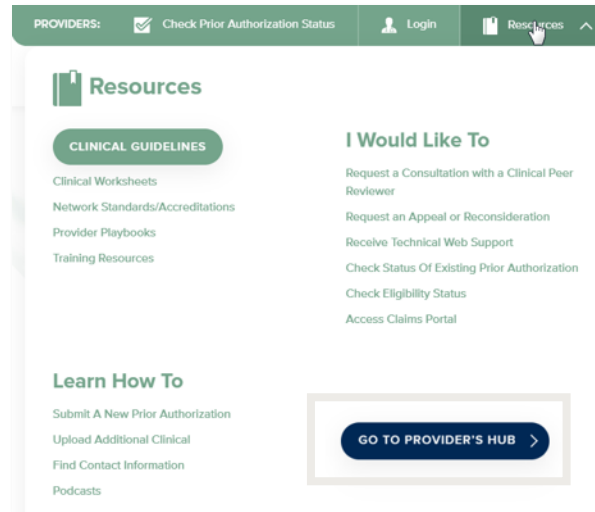 PROVIDERS: Check Prior Authorization Status Login Resources
Resources
CLINICAL GUIDELINES
Clinical Worksheets
Network Standards/Accreditations
Provider Playbooks
Training Resources
I Would Like To
Request a Consultation with a Clinical Peer
Reviewer
Request an Appeal or Reconsideration
Receive Technical Web Support
Check Status Of Existing Prior Authorization
Check Eligibility Status
Access Claims Portal
Learn How To
Submit A New Prior Authorization
Upload Additional Clinical
Find Contact Information
Podcasts
GO TO PROVIDER'S HUB